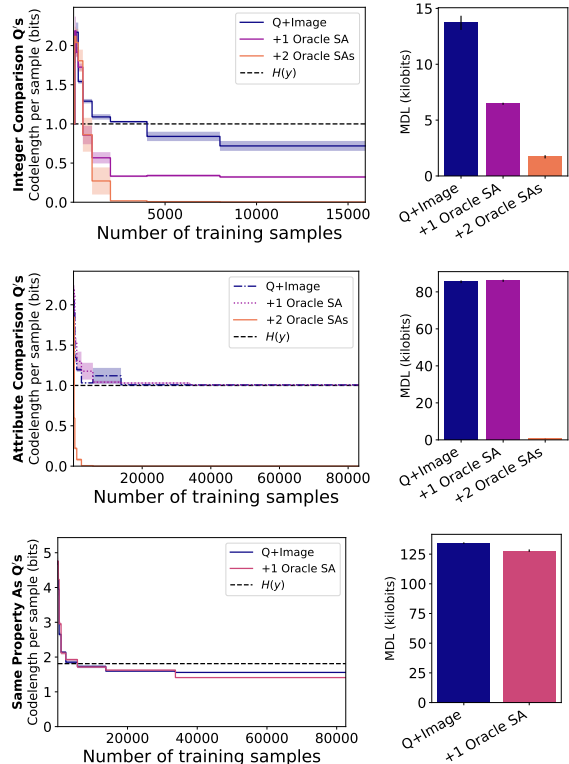 Integer Comparison Q's
Codelength per sample (bits)
2.0
1.5
1.0
0.5
0.0
5000
10000
15000
Number of training samples
Q+Image
+1 Oracle SA
+2 Oracle SAs
H(y)
MDL (kilobits)
15
10
5
0
Q+Image
+1 Oracle SA
+2 Oracle SAs
Attribute Comparison Q's
Codelength per sample (bits)
2.0
1.5
1.0
0.5
0.0
20000
40000
60000
80000
Number of training samples
Q+Image
+1 Oracle SA
+2 Oracle SAs
H(y)
MDL (kilobits)
80
60
40
20
0
Q+Image
+1 Oracle SA
+2 Oracle SAs
Same Property As Q's
Codelength per sample (bits)
5
4
3
2
1
0
20000
40000
60000
80000
Number of training samples
Q+Image
+1 Oracle SA
H(y)
MDL (kilobits)
125
100
75
50
25
0
Q+Image
+1 Oracle SA